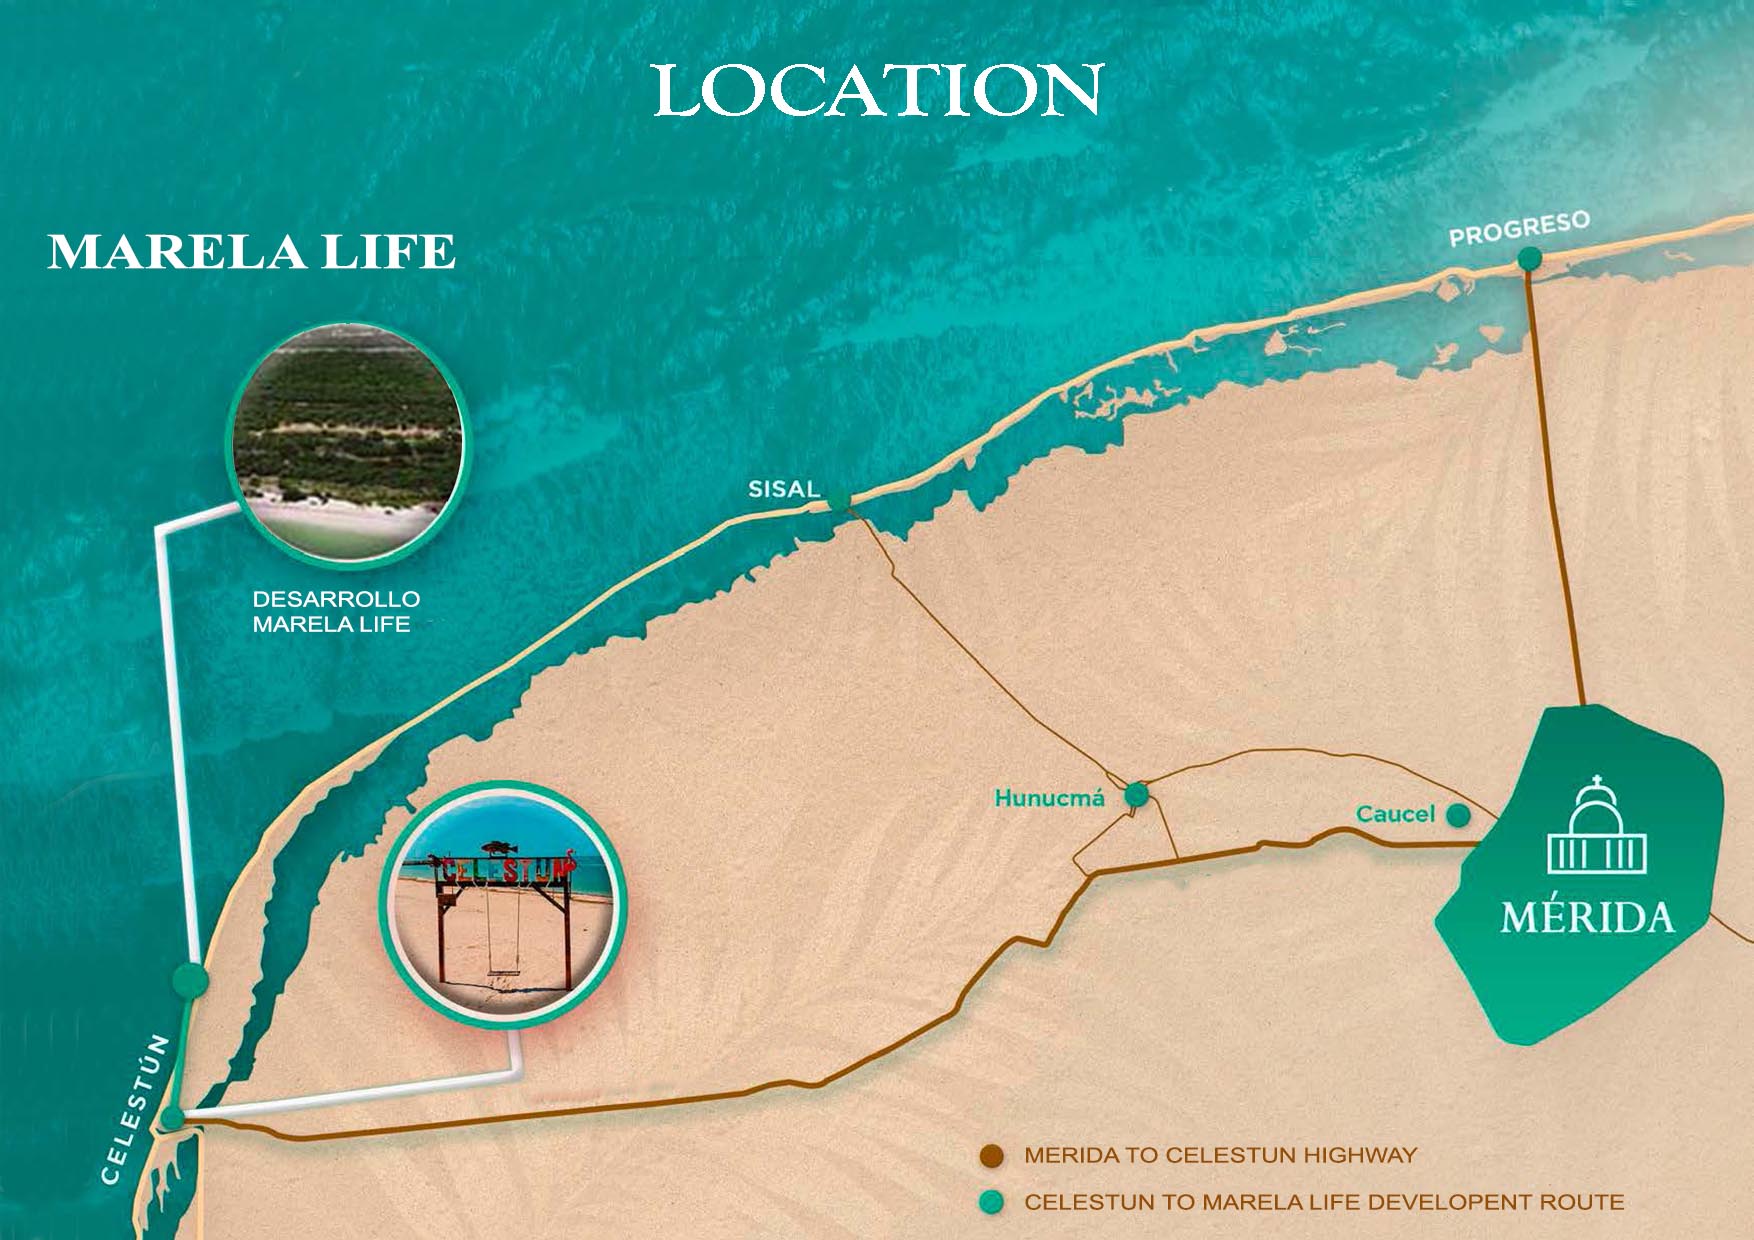 LOCATION
MARELA LIFE
PROGRESO
SISAL
DESARROLLO
MARELA LIFE
Hunucmá
Caucel
CELESTUN
MÉRIDA
CELESTÚN
MERIDA TO CELESTUN HIGHWAY
CELESTUN TO MARELA LIFE DEVELOPENT ROUTE